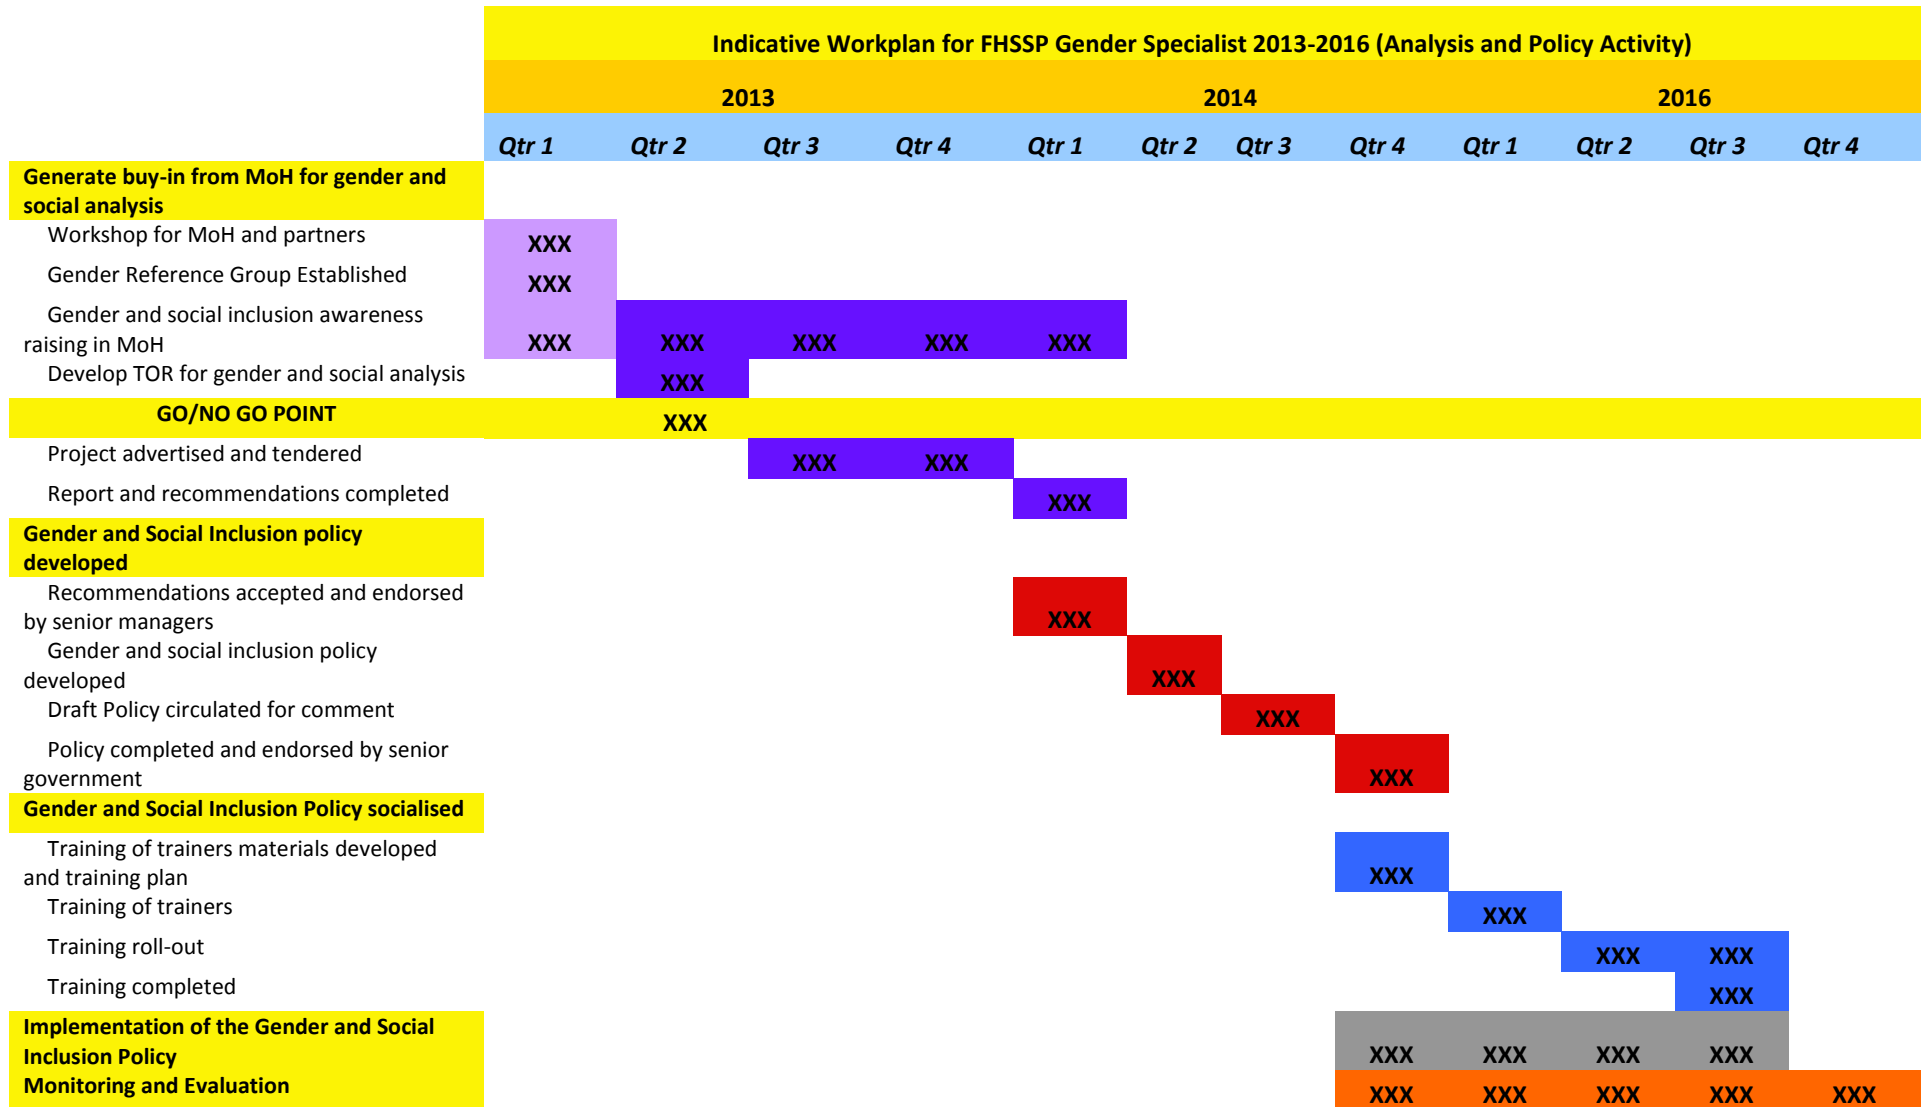 Indicative Workplan for FHSSP Gender Specialist 2013-2016 (Analysis and Policy Activity)
2013 2014 2016
Qtr 1 Qtr 2 Qtr 3 Qtr 4 Qtr 1 Qtr 2 Qtr 3 Qtr 4 Qtr 1 Qtr 2 Qtr 3 Qtr 4
Generate buy-in from MoH for gender and
social analysis
Workshop for MoH and partners XXX
Gender Reference Group Established XXX
Gender and social inclusion awareness
raising in MoH XXX XXX XXX XXX XXX
Develop TOR for gender and social analysis XXX
GO/NO GO POINT XXX
Project advertised and tendered XXX XXX
Report and recommendations completed XXX
Gender and Social Inclusion policy
developed
Recommendations accepted and endorsed
by senior managers XXX
Gender and social inclusion policy
developed XXX
Draft Policy circulated for comment XXX
Policy completed and endorsed by senior
government XXX
Gender and Social Inclusion Policy socialised
Training of trainers materials developed
and training plan XXX
Training of trainers XXX
Training roll-out XXX XXX
Training completed XXX
Implementation of the Gender and Social
Inclusion Policy XXX XXX XXX XXX
Monitoring and Evaluation XXX XXX XXX XXX XXX